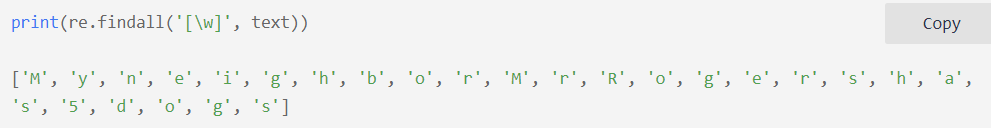 print(re.findall('[\w]', text))
Copy
['M', 'y', 'n', 'e', 'i', 'g', 'h', 'b', 'o', 'r', 'M', 'r', 'R', 'o', 'g', 'e', 'r', 's', 'h', 'a',
's', '5', 'd', 'o', 'g', 's']